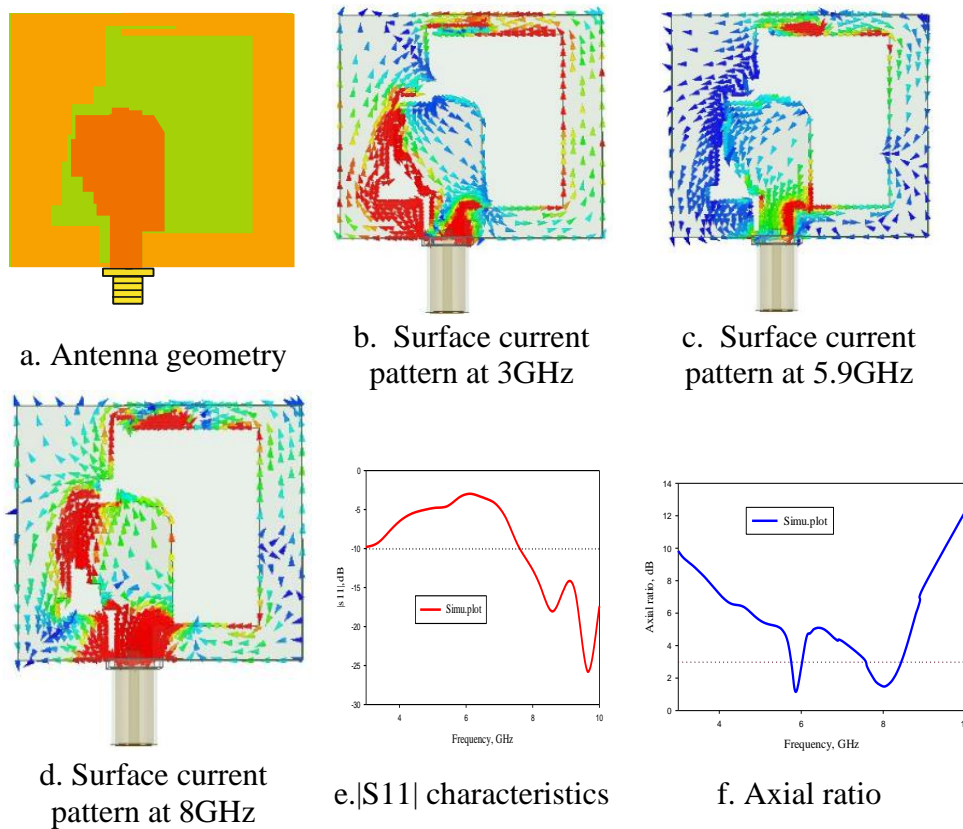 a. Antenna geometry
b. Surface current
pattern at 3GHz
c. Surface current
pattern at 5.9GHz
d. Surface current
pattern at 8GHz
0
-5
-10
-15
-20
-25
-30
|s11|,dB
Simu.plot
4
6
8
10
Frequency, GHz
e.|S11| characteristics
14
12
10
8
6
4
2
0
Axial ratio, dB
Simu.plot
4
6
8
Frequency, GHz
f. Axial ratio